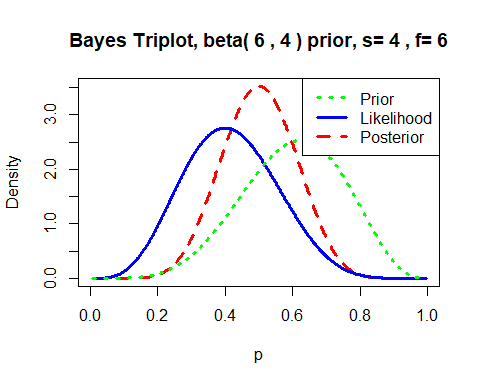 Bayes Triplot, beta( 6 , 4 ) prior, s= 4 , f= 6
Prior
Likelihood
Posterior
Density
3.0
2.0
1.0
0.0
0.0 0.2 0.4 0.6 0.8 1.0
p